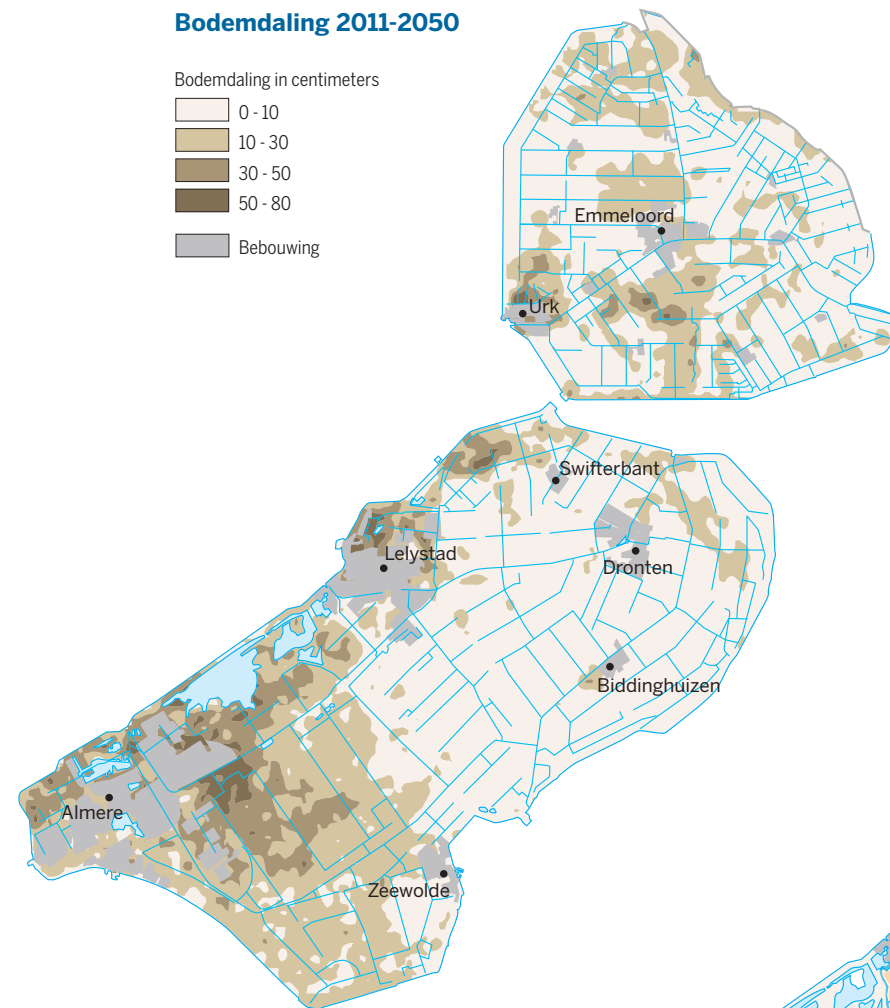 Bodemdaling 2011-2050
Bodemdaling in centimeters
0 - 10
10 - 30
30 - 50
50 - 80
Bebouwing
Emmeloord
Urk
Swifterbant
Lelystad
Dronten
Biddinghuizen
Almere
Zeewolde